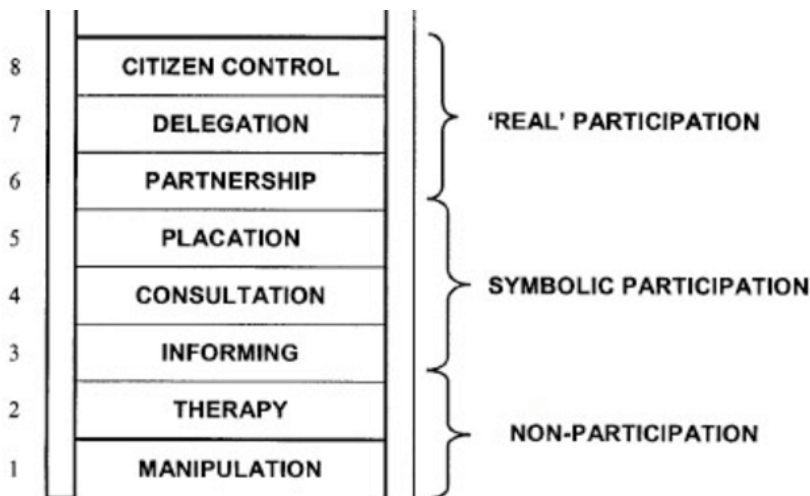 8 CITIZEN CONTROL
7 DELEGATION
'REAL' PARTICIPATION
6 PARTNERSHIP
5 PLACATION
4 CONSULTATION
SYMBOLIC PARTICIPATION
3 INFORMING
2 THERAPY
NON-PARTICIPATION
1 MANIPULATION